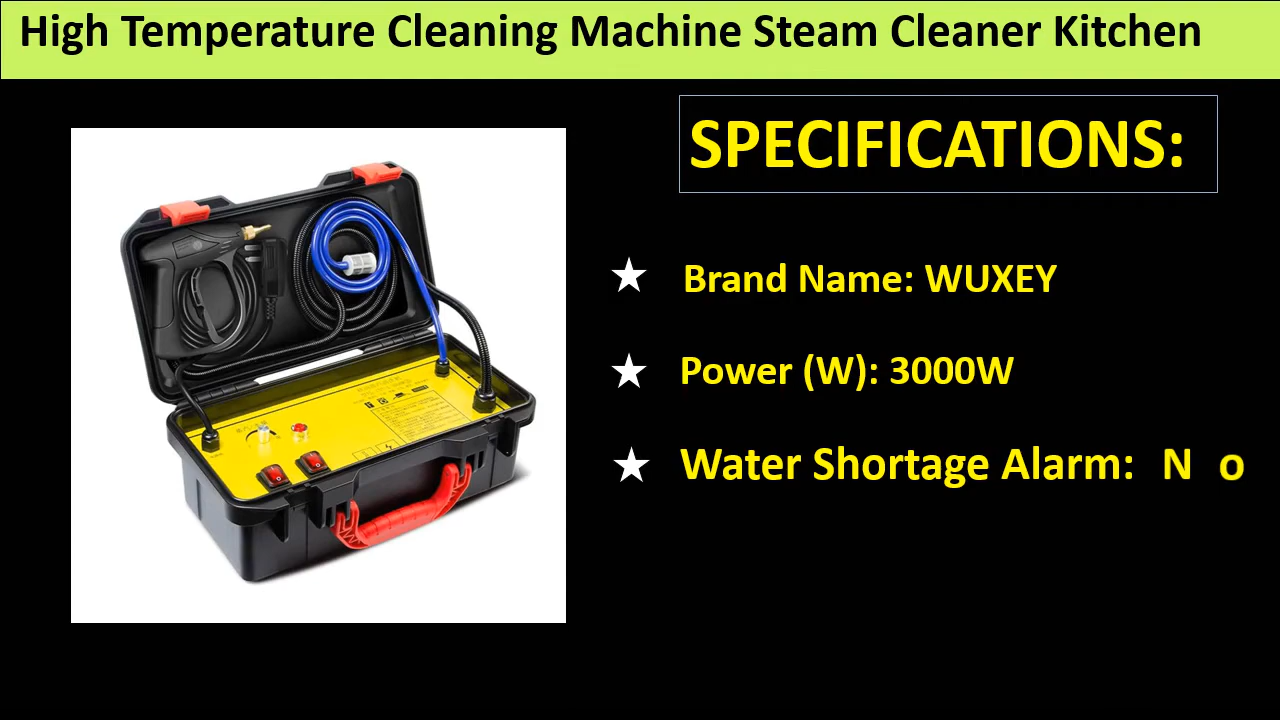 High Temperature Cleaning Machine Steam Cleaner Kitchen
SPECIFICATIONS:
Brand Name: WUXEY
Power (W): 3000W
Water Shortage Alarm: N o